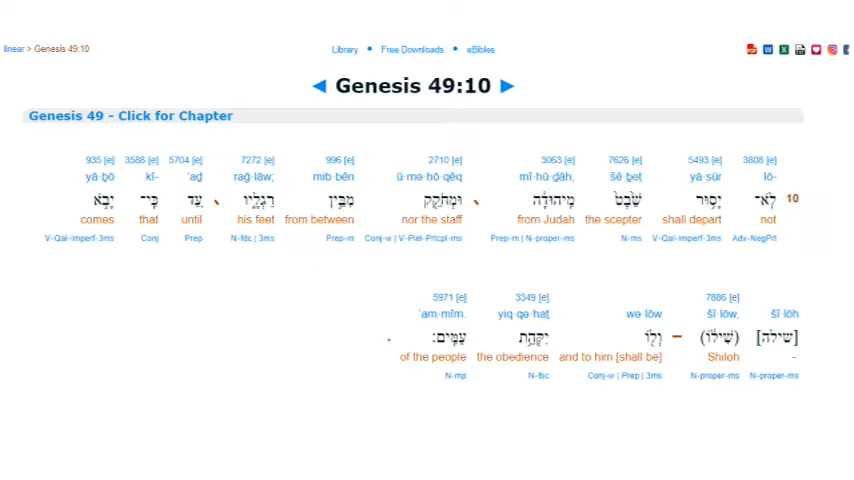 linear > Genesis 49:10
Library • Free Downloads • eBibles
◄ Genesis 49:10 ►
Genesis 49 - Click for Chapter
935 [e] 3588 [e] 5704 [e] 7272 [e] 996 [e] 2710 [e] 3063 [e] 7626 [e] 5493 [e] 3808 [e]
yā·ḇō kî- ‘aḏ raḡ·lāw; mib·bên ū·mə·ḥō·qêq mî·hū·ḏāh, šê·ḇeṭ yā·sūr lō-
10 לֹֽא־ יָס֥וּר שֵׁ֙בֶט֙ מִֽיהוּדָ֔ה וּמְחֹקֵ֖ק מִבֵּ֣ין רַגְלָ֑יו עַ֚ד כִּֽי־ יָבֹ֣א
comes that until his feet from between nor the staff from Judah the scepter shall depart not
V-Qal-Imperf-3ms Conj Prep N-fdc | 3ms Prep-m Conj-w | V-Piel-Prtcpl-ms Prep-m | N-proper-ms N-ms V-Qal-Imperf-3ms Adv-NegPrt
5971 [e] 3349 [e] 7886 [e]
‘am·mîm. yiq·qə·haṯ wə·lōw šî·lōw, šî·lōh
[שילה] (שִׁיל֔וֹ) – וְל֖וֹ יִקְּהַ֥ת עַמִּֽים׃ .
of the people the obedience and to him [shall be] Shiloh -
N-mp N-fsc Conj-w | Prep | 3ms N-proper-ms N-proper-ms